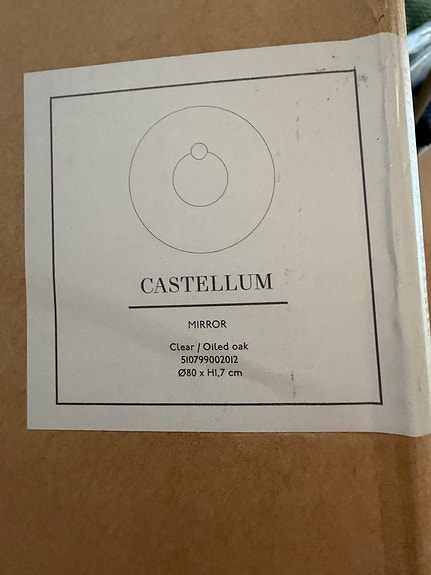 CASTELLUM
MIRROR
Clear / Oiled oak
510799002012
Ø80 x H1,7 cm